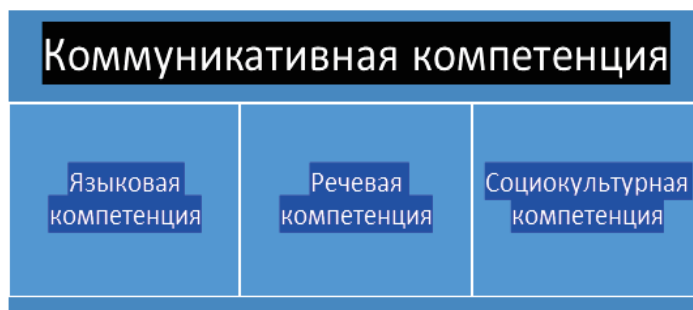 Коммуникативная компетенция
Языковая
компетенция
Речевая
компетенция
Социокультурная
компетенция